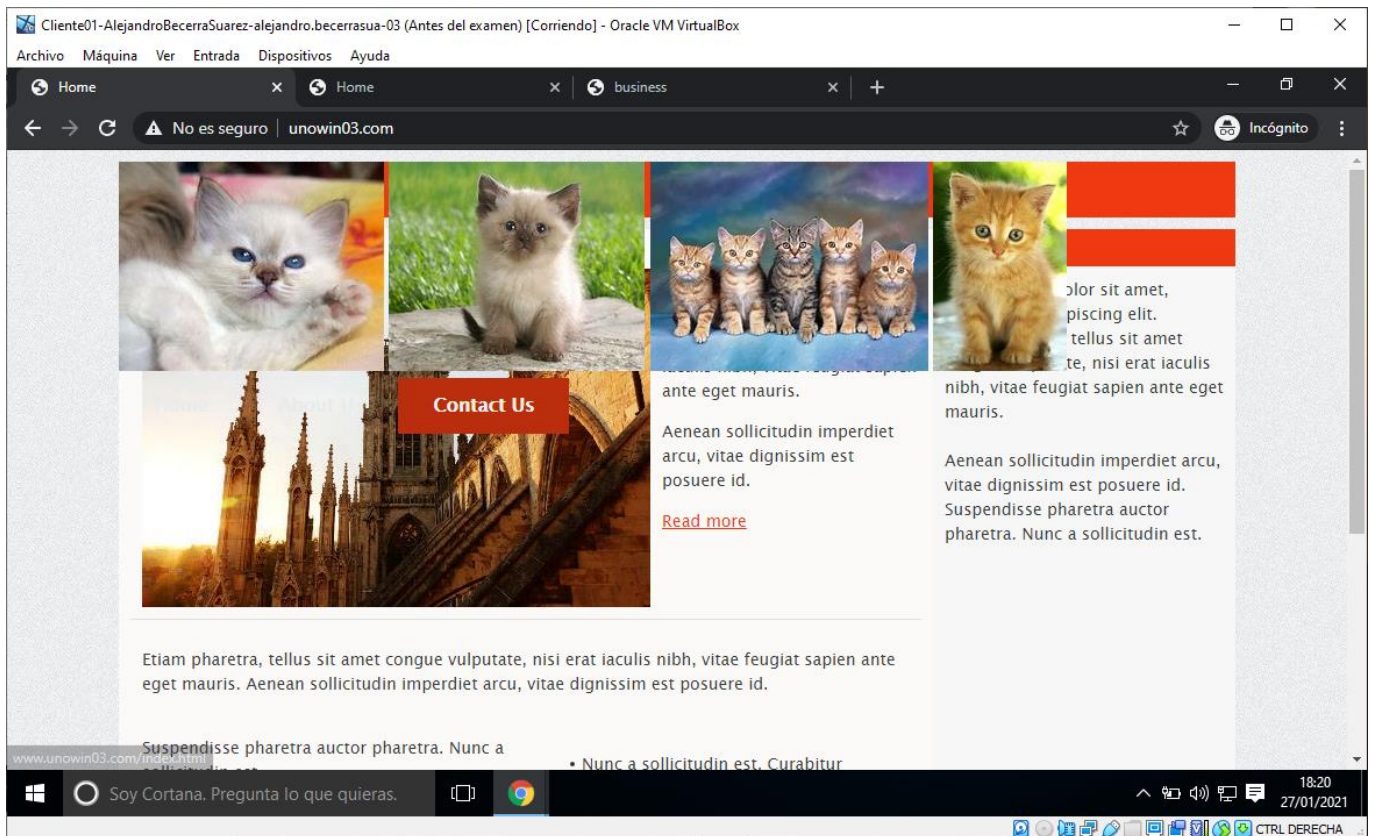 Cliente01-AlejandroBecerraSuarez-alejandro.becerrasua-03 (Antes del examen) [Corriendo] - Oracle VM VirtualBox
Archivo Máquina Ver Entrada Dispositivos Ayuda
Home
Home
business
No es seguro unowin03.com
Incógnito
olor sit amet,
piscing elit.
tellus sit amet
te, nisi erat iaculis
nibh, vitae feugiat sapien ante eget
mauris.
Aenean sollicitudin imperdiet arcu,
vitae dignissim est posuere id.
Suspendisse pharetra auctor
pharetra. Nunc a sollicitudin est.
ante eget mauris.
Aenean sollicitudin imperdiet
arcu, vitae dignissim est
posuere id.
Read more
About U
Contact Us
Etiam pharetra, tellus sit amet congue vulputate, nisi erat iaculis nibh, vitae feugiat sapien ante
eget mauris. Aenean sollicitudin imperdiet arcu, vitae dignissim est posuere id.
Suspendisse pharetra auctor pharetra. Nunc a
• Nunc a sollicitudin est. Curabitur
www.unowin03.com/index.html
Soy Cortana. Pregunta lo que quieras.
18:20
27/01/2021
CTRL DERECHA